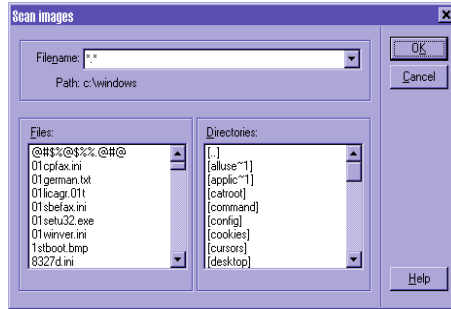 Scan images
Filename: *.*
OK
Path: c:\windows
Cancel
Files:
@#$%@$%%.@#@
01cpfax.ini
01german.txt
01licagr.01t
01sbefax.ini
01setu32.exe
01winver.ini
1stboot.bmp
8327d.ini
Directories:
[..]
[alluse~1]
[applic~1]
[catroot]
[command]
[config]
[cookies]
[cursors]
[desktop]
Help